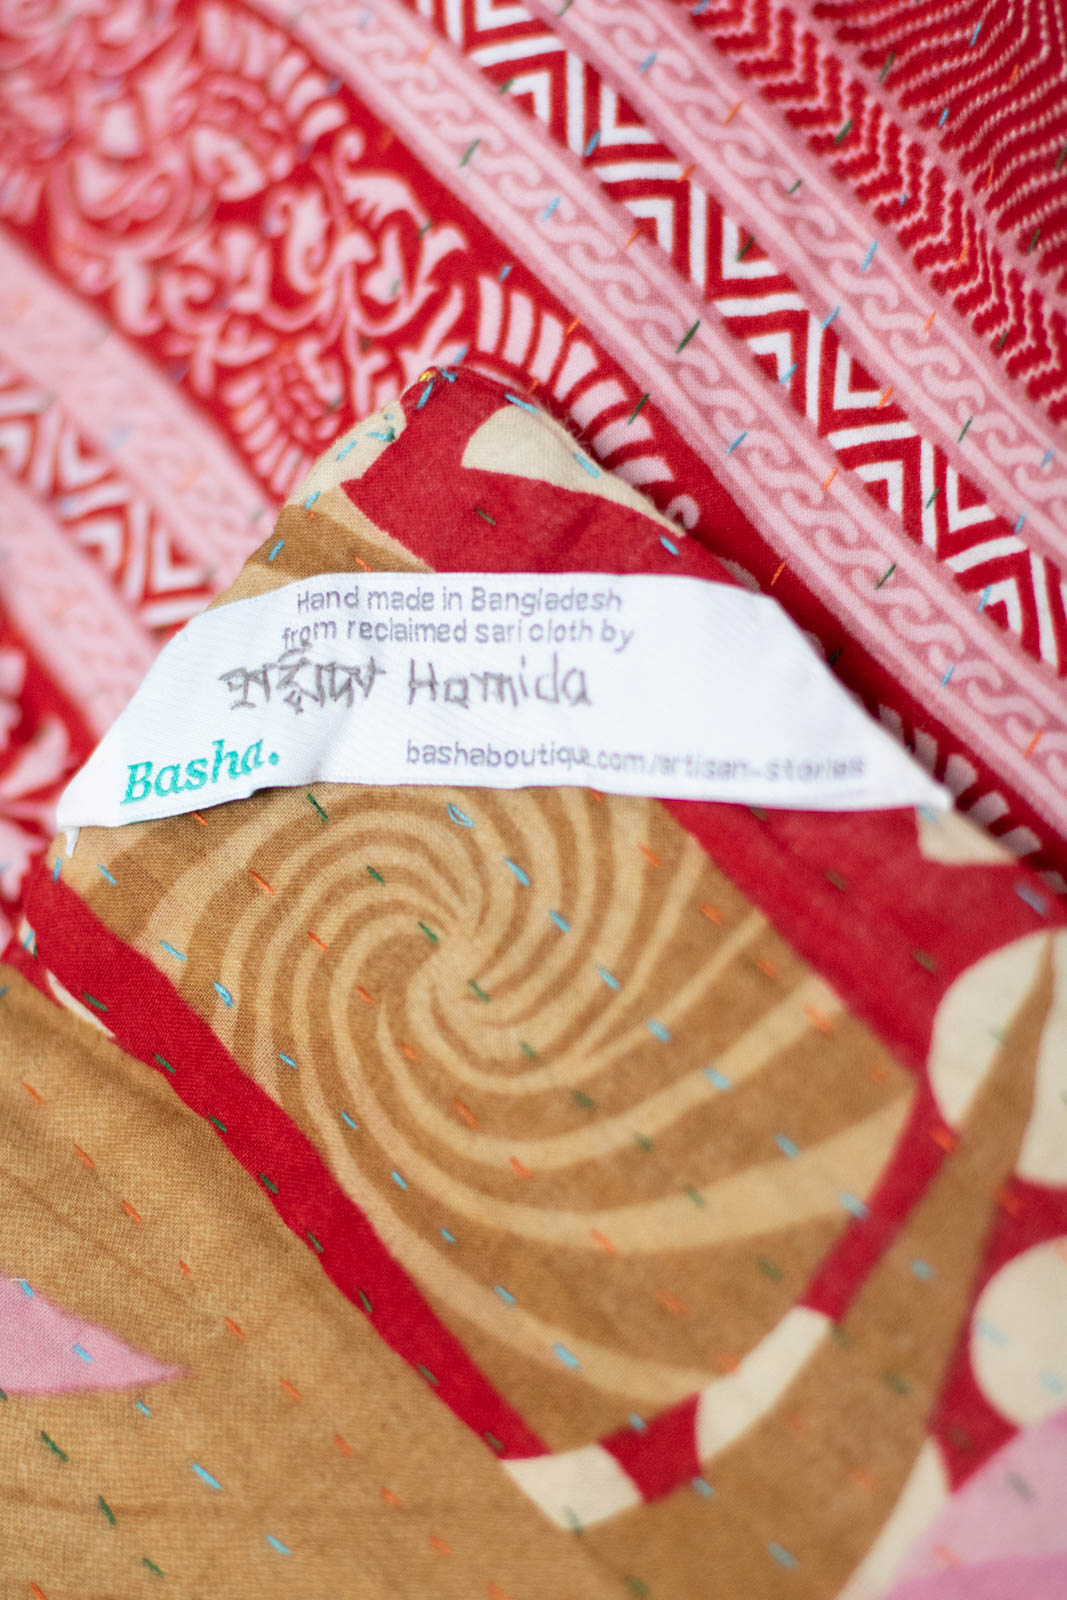 Hand made in Bangladesh
from reclaimed sari cloth by
হামিদা Hamida
Basha.
bashaboutique.com/artisan-stories